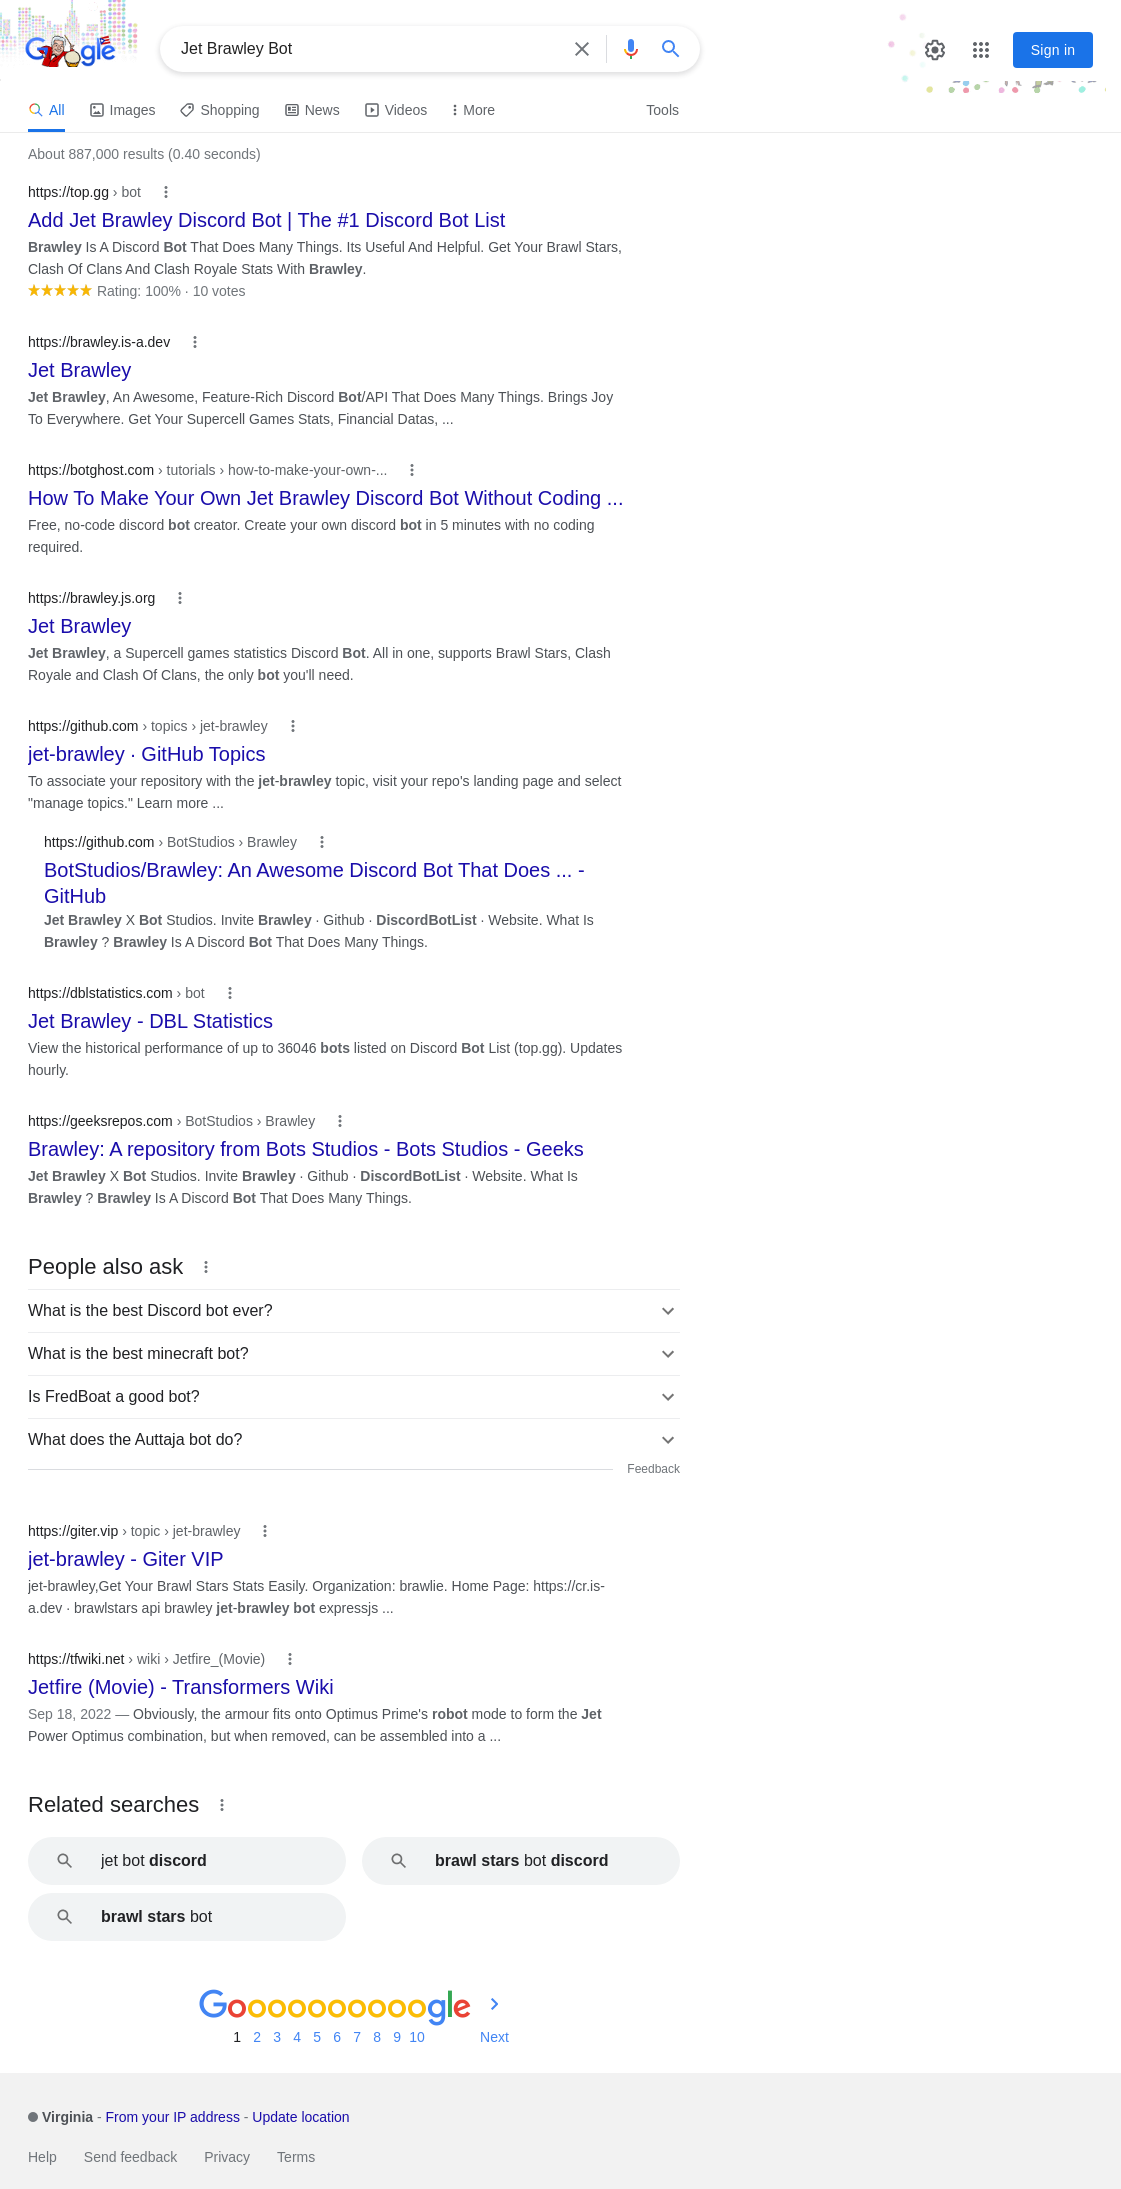 Google
Jet Brawley Bot
Sign in
All Images Shopping News Videos More Tools
About 887,000 results (0.40 seconds)
https://top.gg › bot
Add Jet Brawley Discord Bot | The #1 Discord Bot List
Brawley Is A Discord Bot That Does Many Things. Its Useful And Helpful. Get Your Brawl Stars,
Clash Of Clans And Clash Royale Stats With Brawley.
Rating: 100% · 10 votes
https://brawley.is-a.dev
Jet Brawley
Jet Brawley, An Awesome, Feature-Rich Discord Bot/API That Does Many Things. Brings Joy
To Everywhere. Get Your Supercell Games Stats, Financial Datas, ...
https://botghost.com › tutorials › how-to-make-your-own-...
How To Make Your Own Jet Brawley Discord Bot Without Coding ...
Free, no-code discord bot creator. Create your own discord bot in 5 minutes with no coding
required.
https://brawley.js.org
Jet Brawley
Jet Brawley, a Supercell games statistics Discord Bot. All in one, supports Brawl Stars, Clash
Royale and Clash Of Clans, the only bot you'll need.
https://github.com › topics › jet-brawley
jet-brawley · GitHub Topics
To associate your repository with the jet-brawley topic, visit your repo's landing page and select
"manage topics." Learn more ...
https://github.com › BotStudios › Brawley
BotStudios/Brawley: An Awesome Discord Bot That Does ... -
GitHub
Jet Brawley X Bot Studios. Invite Brawley · Github · DiscordBotList · Website. What Is
Brawley ? Brawley Is A Discord Bot That Does Many Things.
https://dblstatistics.com › bot
Jet Brawley - DBL Statistics
View the historical performance of up to 36046 bots listed on Discord Bot List (top.gg). Updates
hourly.
https://geeksrepos.com › BotStudios › Brawley
Brawley: A repository from Bots Studios - Bots Studios - Geeks
Jet Brawley X Bot Studios. Invite Brawley · Github · DiscordBotList · Website. What Is
Brawley ? Brawley Is A Discord Bot That Does Many Things.
People also ask
What is the best Discord bot ever?
What is the best minecraft bot?
Is FredBoat a good bot?
What does the Auttaja bot do?
Feedback
https://giter.vip › topic › jet-brawley
jet-brawley - Giter VIP
jet-brawley,Get Your Brawl Stars Stats Easily. Organization: brawlie. Home Page: https://cr.is-
a.dev · brawlstars api brawley jet-brawley bot expressjs ...
https://tfwiki.net › wiki › Jetfire_(Movie)
Jetfire (Movie) - Transformers Wiki
Sep 18, 2022 — Obviously, the armour fits onto Optimus Prime's robot mode to form the Jet
Power Optimus combination, but when removed, can be assembled into a ...
Related searches
jet bot discord
brawl stars bot discord
brawl stars bot
Goooooooooogle
1 2 3 4 5 6 7 8 9 10 Next
Virginia - From your IP address - Update location
Help Send feedback Privacy Terms